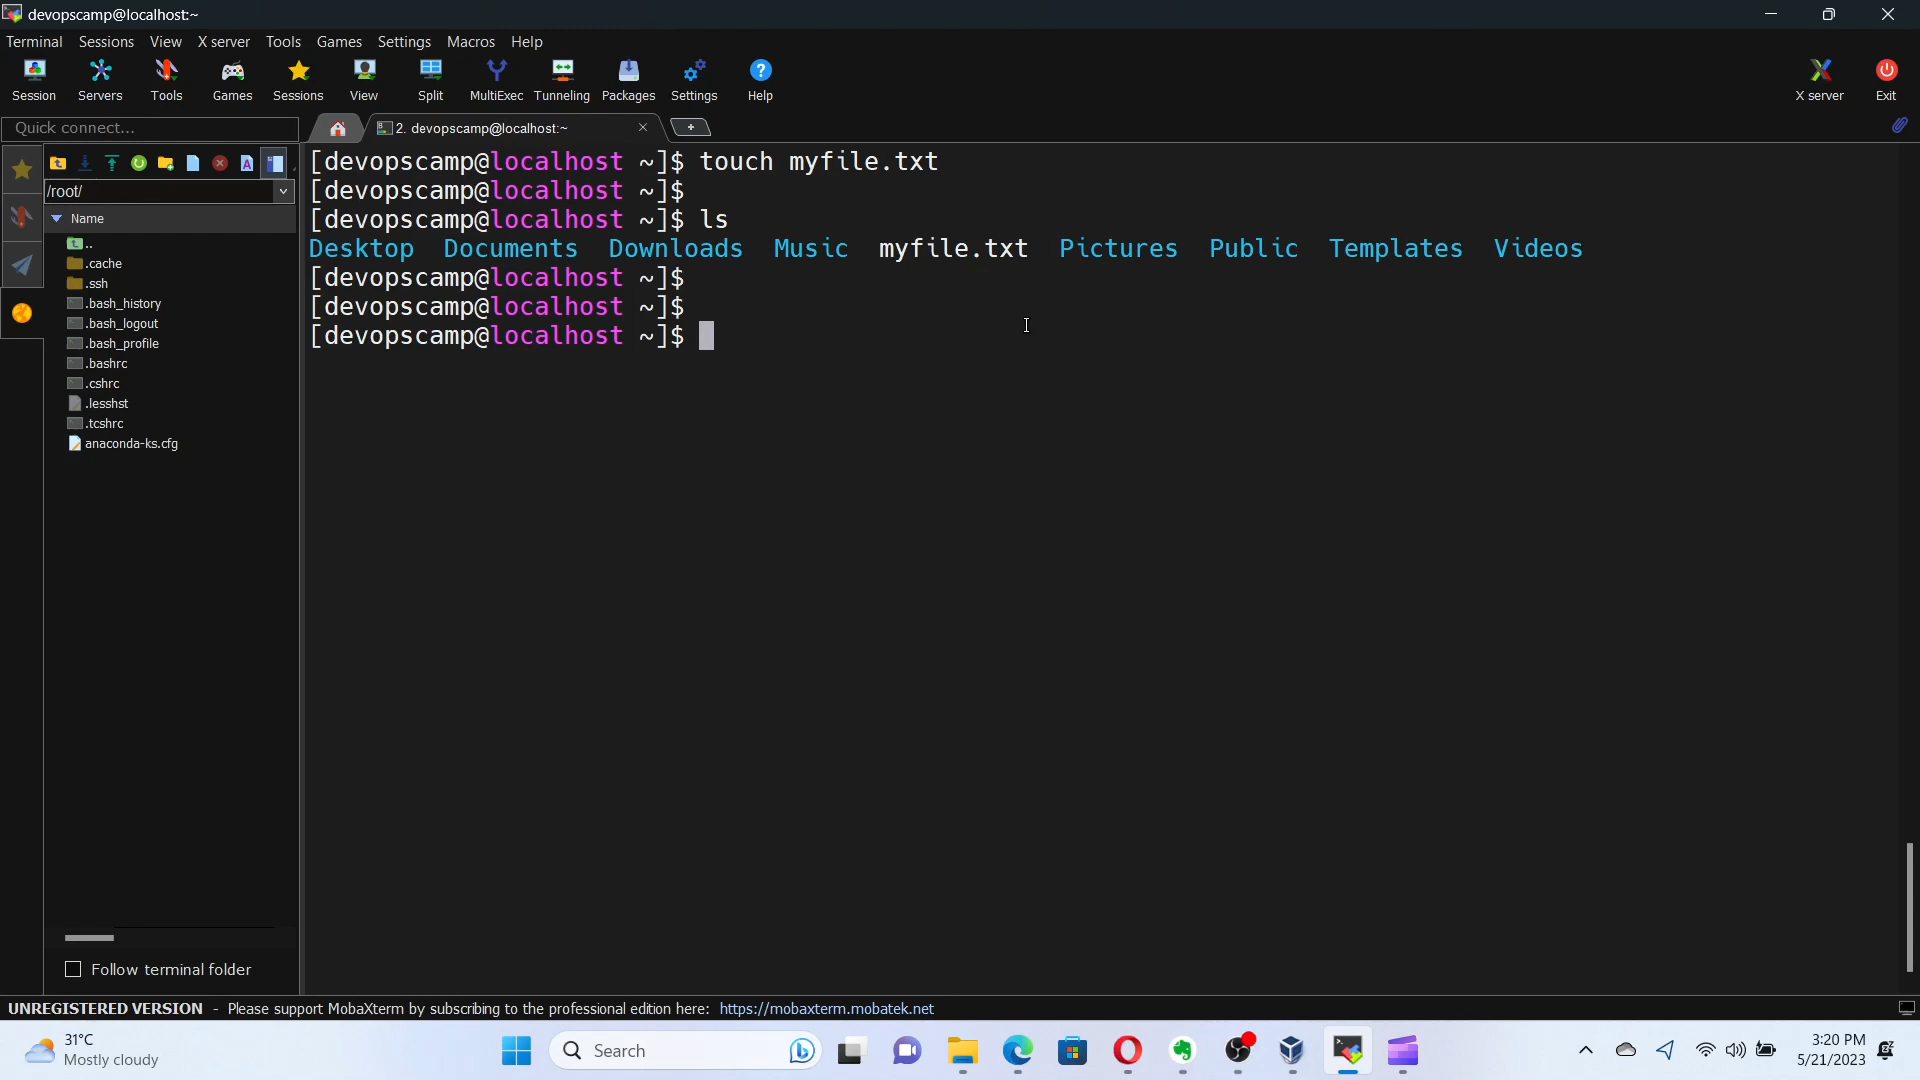 devopscamp@localhost:~
Terminal Sessions View X server Tools Games Settings Macros Help
Session Servers Tools Games Sessions View Split MultiExec Tunneling Packages Settings Help X server Exit
Quick connect...
2. devopscamp@localhost:~
/root/
Name
..
.cache
.ssh
.bash_history
.bash_logout
.bash_profile
.bashrc
.cshrc
.lesshst
.tcshrc
anaconda-ks.cfg
Follow terminal folder
[devopscamp@localhost ~]$ touch myfile.txt
[devopscamp@localhost ~]$
[devopscamp@localhost ~]$ ls
Desktop Documents Downloads Music myfile.txt Pictures Public Templates Videos
[devopscamp@localhost ~]$
[devopscamp@localhost ~]$
[devopscamp@localhost ~]$
UNREGISTERED VERSION - Please support MobaXterm by subscribing to the professional edition here: https://mobaxterm.mobatek.net
31°C
Mostly cloudy
Search
3:20 PM
5/21/2023